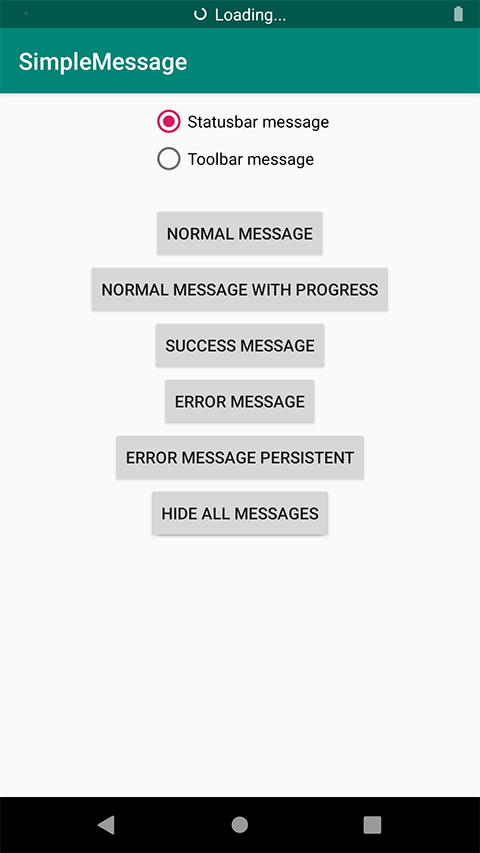 Loading...
SimpleMessage
Statusbar message
Toolbar message
NORMAL MESSAGE
NORMAL MESSAGE WITH PROGRESS
SUCCESS MESSAGE
ERROR MESSAGE
ERROR MESSAGE PERSISTENT
HIDE ALL MESSAGES